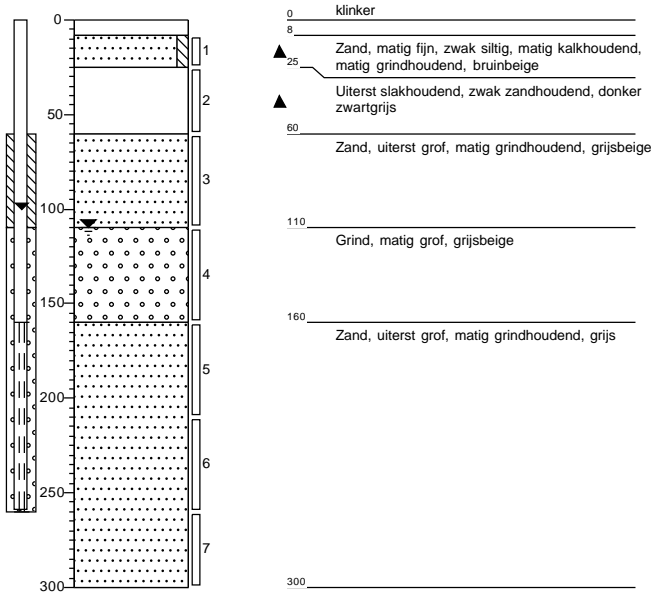 0
50
100
150
200
250
300
1
2
3
4
5
6
7
0
klinker
8
Zand, matig fijn, zwak siltig, matig kalkhoudend,
matig grindhoudend, bruinbeige
25
Uiterst slakhoudend, zwak zandhoudend, donker
zwartgrijs
60
Zand, uiterst grof, matig grindhoudend, grijsbeige
110
Grind, matig grof, grijsbeige
160
Zand, uiterst grof, matig grindhoudend, grijs
300